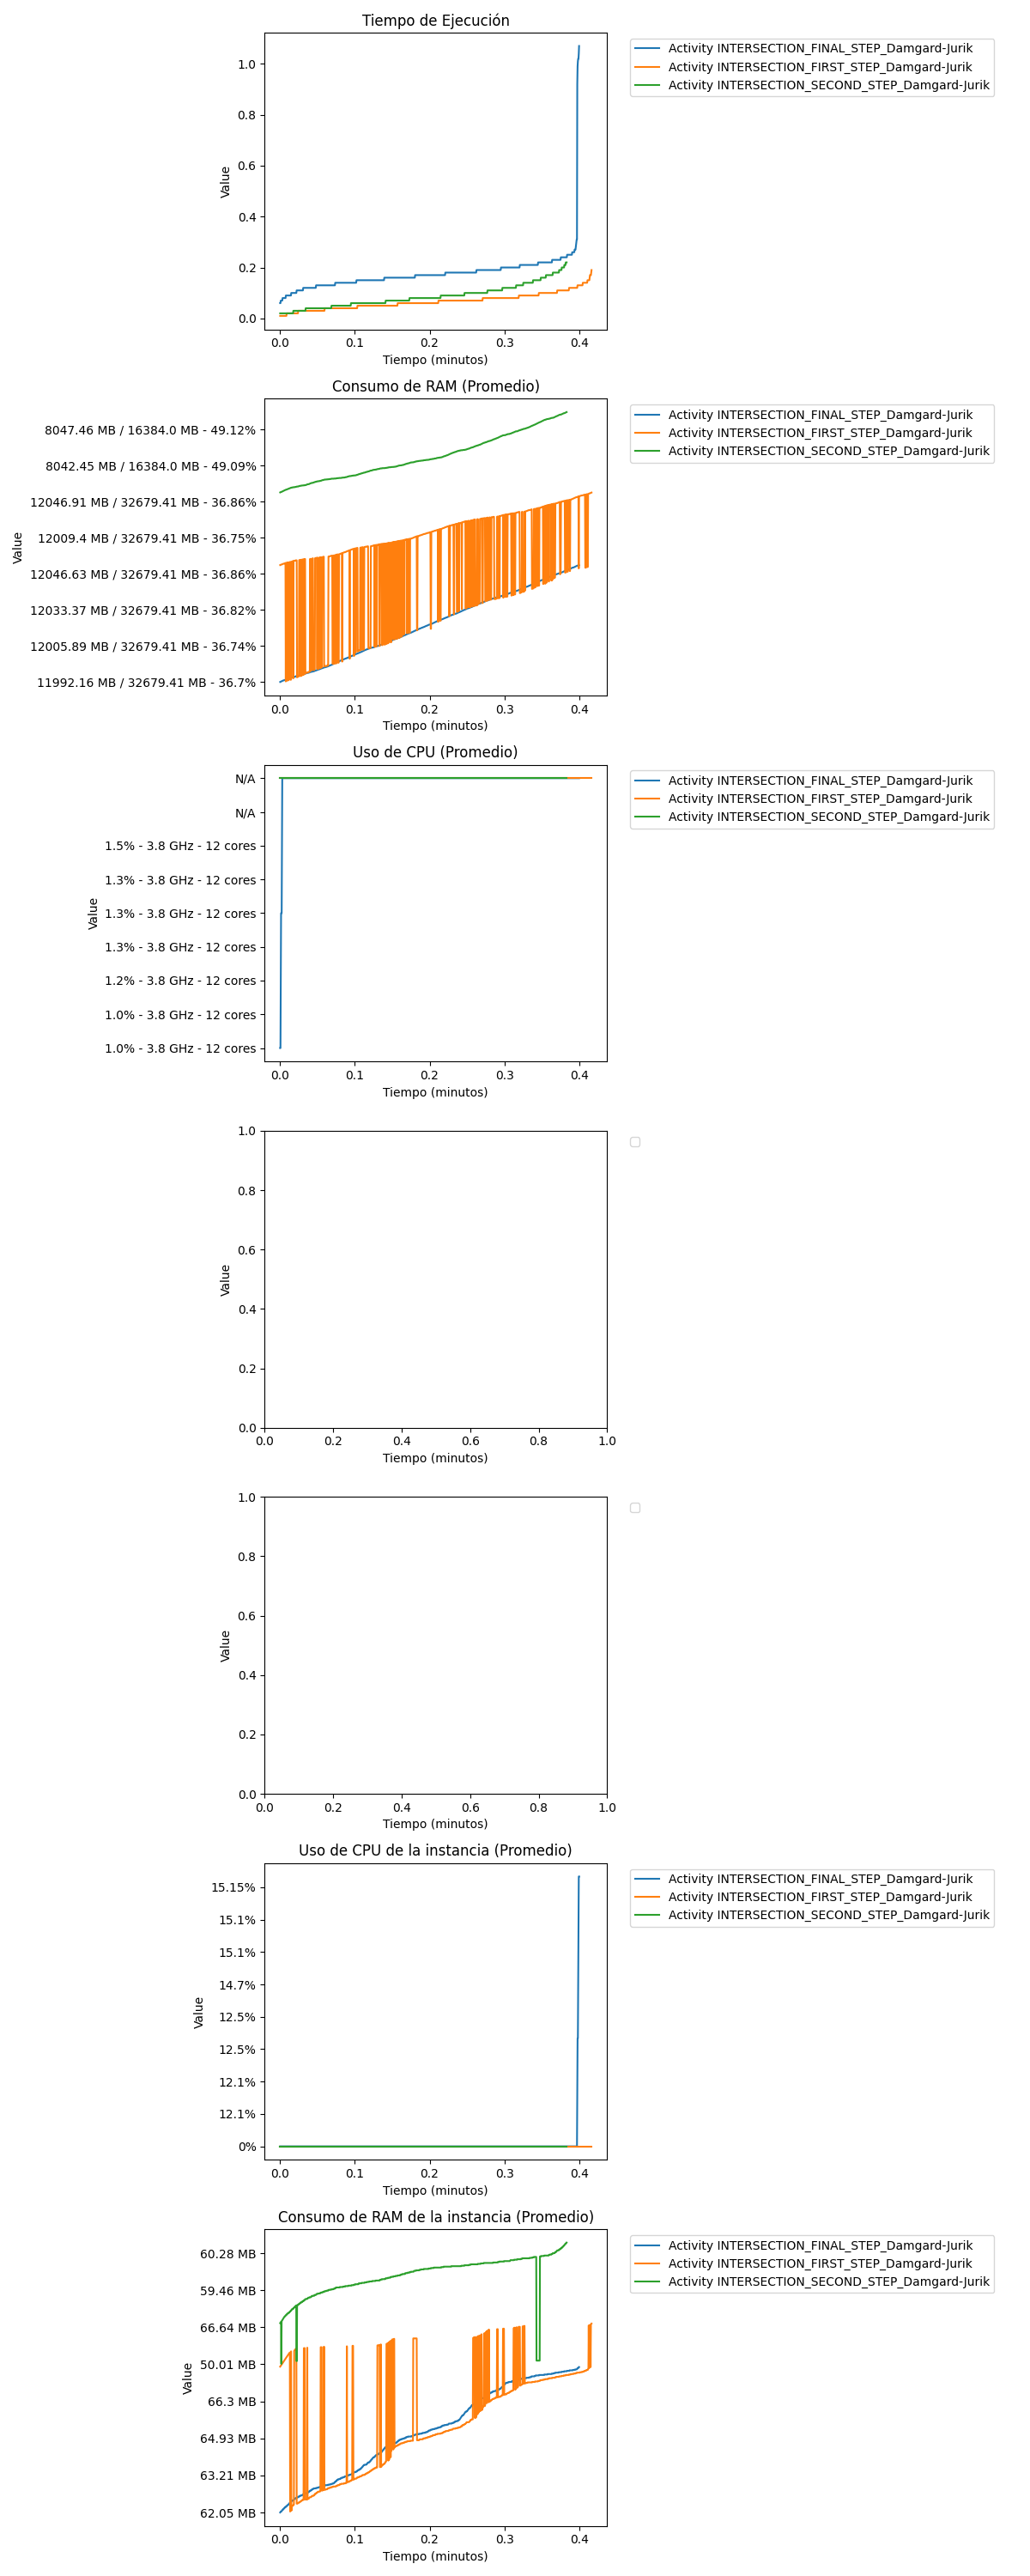 Tiempo de Ejecución
1.0
0.8
0.6
0.4
0.2
0.0
Value
0.0 0.1 0.2 0.3 0.4
Tiempo (minutos)
Activity INTERSECTION_FINAL_STEP_Damgard-Jurik
Activity INTERSECTION_FIRST_STEP_Damgard-Jurik
Activity INTERSECTION_SECOND_STEP_Damgard-Jurik
Consumo de RAM (Promedio)
8047.46 MB / 16384.0 MB - 49.12%
8042.45 MB / 16384.0 MB - 49.09%
12046.91 MB / 32679.41 MB - 36.86%
12009.4 MB / 32679.41 MB - 36.75%
12046.63 MB / 32679.41 MB - 36.86%
12033.37 MB / 32679.41 MB - 36.82%
12005.89 MB / 32679.41 MB - 36.74%
11992.16 MB / 32679.41 MB - 36.7%
Value
0.0 0.1 0.2 0.3 0.4
Tiempo (minutos)
Activity INTERSECTION_FINAL_STEP_Damgard-Jurik
Activity INTERSECTION_FIRST_STEP_Damgard-Jurik
Activity INTERSECTION_SECOND_STEP_Damgard-Jurik
Uso de CPU (Promedio)
N/A
N/A
1.5% - 3.8 GHz - 12 cores
1.3% - 3.8 GHz - 12 cores
1.3% - 3.8 GHz - 12 cores
1.3% - 3.8 GHz - 12 cores
1.2% - 3.8 GHz - 12 cores
1.0% - 3.8 GHz - 12 cores
1.0% - 3.8 GHz - 12 cores
Value
0.0 0.1 0.2 0.3 0.4
Tiempo (minutos)
Activity INTERSECTION_FINAL_STEP_Damgard-Jurik
Activity INTERSECTION_FIRST_STEP_Damgard-Jurik
Activity INTERSECTION_SECOND_STEP_Damgard-Jurik
1.0
0.8
0.6
0.4
0.2
0.0
Value
0.0 0.2 0.4 0.6 0.8 1.0
Tiempo (minutos)
1.0
0.8
0.6
0.4
0.2
0.0
Value
0.0 0.2 0.4 0.6 0.8 1.0
Tiempo (minutos)
Uso de CPU de la instancia (Promedio)
15.15%
15.1%
15.1%
14.7%
12.5%
12.5%
12.1%
12.1%
0%
Value
0.0 0.1 0.2 0.3 0.4
Tiempo (minutos)
Activity INTERSECTION_FINAL_STEP_Damgard-Jurik
Activity INTERSECTION_FIRST_STEP_Damgard-Jurik
Activity INTERSECTION_SECOND_STEP_Damgard-Jurik
Consumo de RAM de la instancia (Promedio)
60.28 MB
59.46 MB
66.64 MB
50.01 MB
66.3 MB
64.93 MB
63.21 MB
62.05 MB
Value
0.0 0.1 0.2 0.3 0.4
Tiempo (minutos)
Activity INTERSECTION_FINAL_STEP_Damgard-Jurik
Activity INTERSECTION_FIRST_STEP_Damgard-Jurik
Activity INTERSECTION_SECOND_STEP_Damgard-Jurik